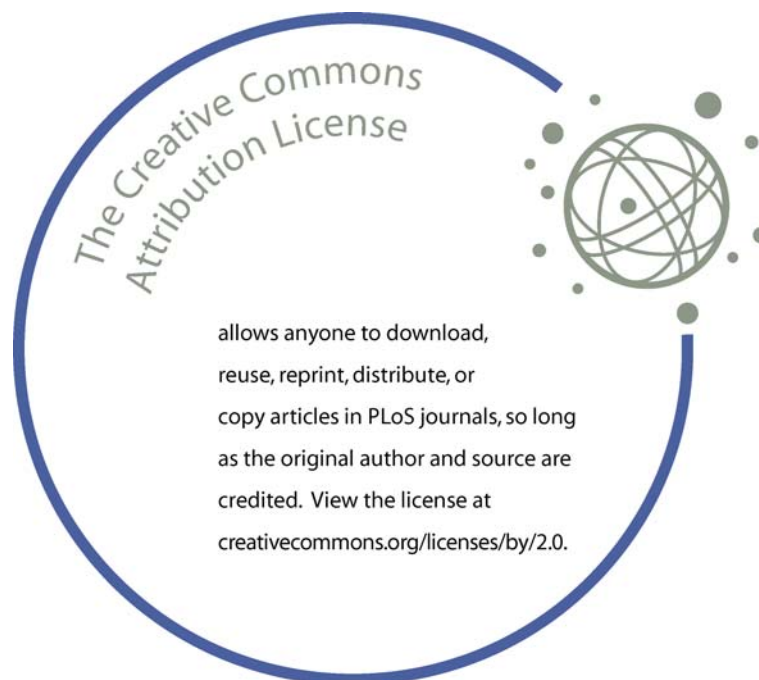 The Creative Commons
Attribution License
allows anyone to download,
reuse, reprint, distribute, or
copy articles in PLoS journals, so long
as the original author and source are
credited. View the license at
creativecommons.org/licenses/by/2.0.